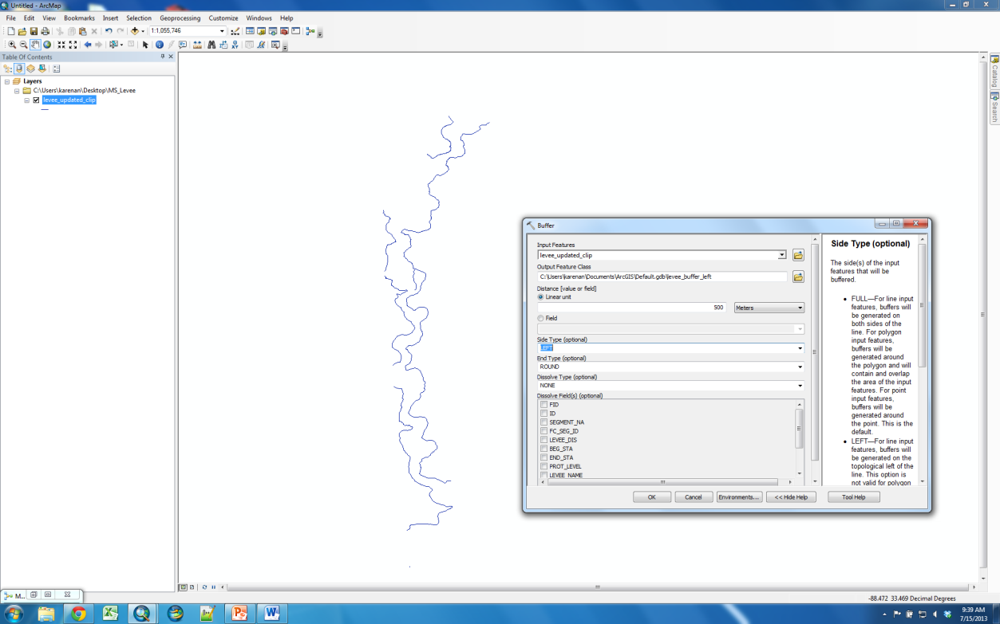 Untitled - ArcMap
File Edit View Bookmarks Insert Selection Geoprocessing Customize Windows Help
1:1,055,746
Table Of Contents
Layers
C:\Users\karenan\Desktop\MS_Levee
levee_updated_clip
Catalog
Search
Buffer
Input Features
levee_updated_clip
Output Feature Class
C:\Users\karenan\Documents\ArcGIS\Default.gdb\levee_buffer_left
Distance [value or field]
Linear unit
500 Meters
Field
Side Type (optional)
LEFT
End Type (optional)
ROUND
Dissolve Type (optional)
NONE
Dissolve Field(s) (optional)
FID
ID
SEGMENT_NA
FC_SEG_ID
LEVEE_DIS
BEG_STA
END_STA
PROT_LEVEL
LEVEE_NAME
OK Cancel Environments... << Hide Help Tool Help
Side Type (optional)
The side(s) of the input
features that will be
buffered.
• FULL—For line input
features, buffers will
be generated on
both sides of the
line. For polygon
input features,
buffers will be
generated around
the polygon and will
contain and overlap
the area of the input
features. For point
input features,
buffers will be
generated around
the point. This is the
default.
• LEFT—For line input
features, buffers will
be generated on the
topological left of the
line. This option is
not valid for polygon
M...
-88.472 33.469 Decimal Degrees
9:39 AM
7/15/2013